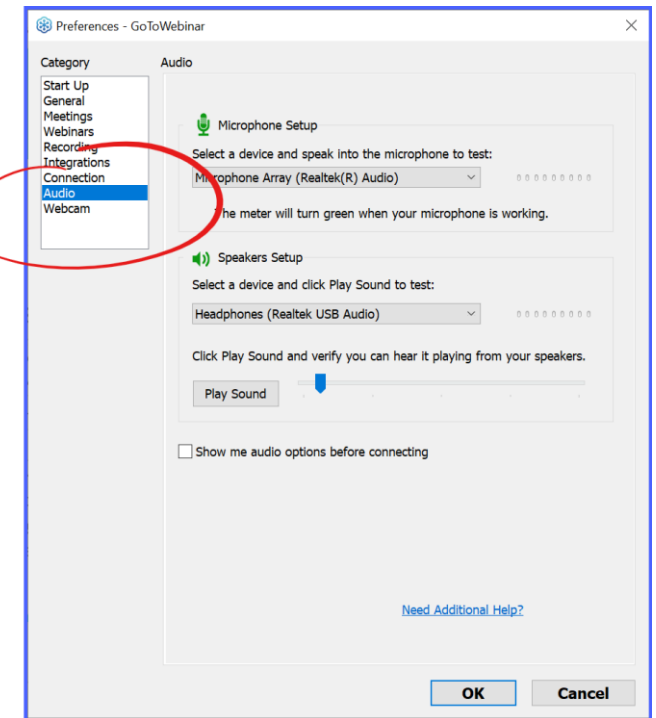 Preferences - GoToWebinar
Category
Audio
Start Up
General
Meetings
Webinars
Recording
Integrations
Connection
Audio
Webcam
Microphone Setup
Select a device and speak into the microphone to test:
Microphone Array (Realtek(R) Audio)
The meter will turn green when your microphone is working.
Speakers Setup
Select a device and click Play Sound to test:
Headphones (Realtek USB Audio)
Click Play Sound and verify you can hear it playing from your speakers.
Play Sound
Show me audio options before connecting
Need Additional Help?
OK
Cancel